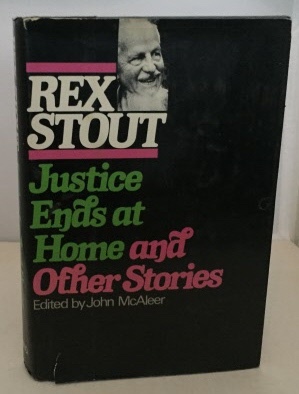 REX
STOUT
Justice
Ends at
Home and
Other Stories
Edited by John McAleer